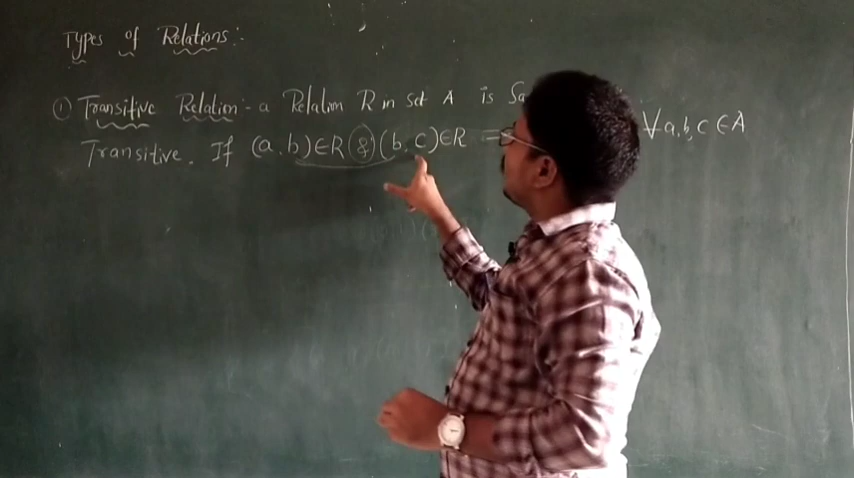 Types of Relations:-
① Transitive Relation:- a Relation R in set A is Sa
Transitive. If (a,b)∈R & (b,c)∈R = ∀a,b,c ∈A